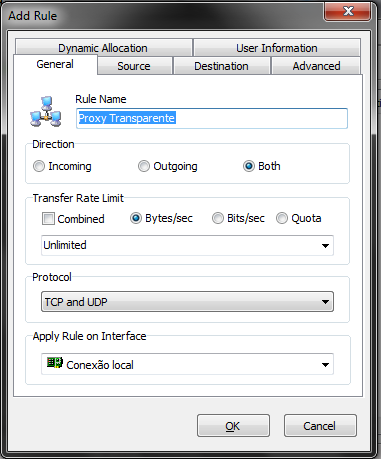 Add Rule
Dynamic Allocation User Information
General Source Destination Advanced
Rule Name
Proxy Transparente
Direction
Incoming Outgoing Both
Transfer Rate Limit
Combined Bytes/sec Bits/sec Quota
Unlimited
Protocol
TCP and UDP
Apply Rule on Interface
Conexão local
OK Cancel